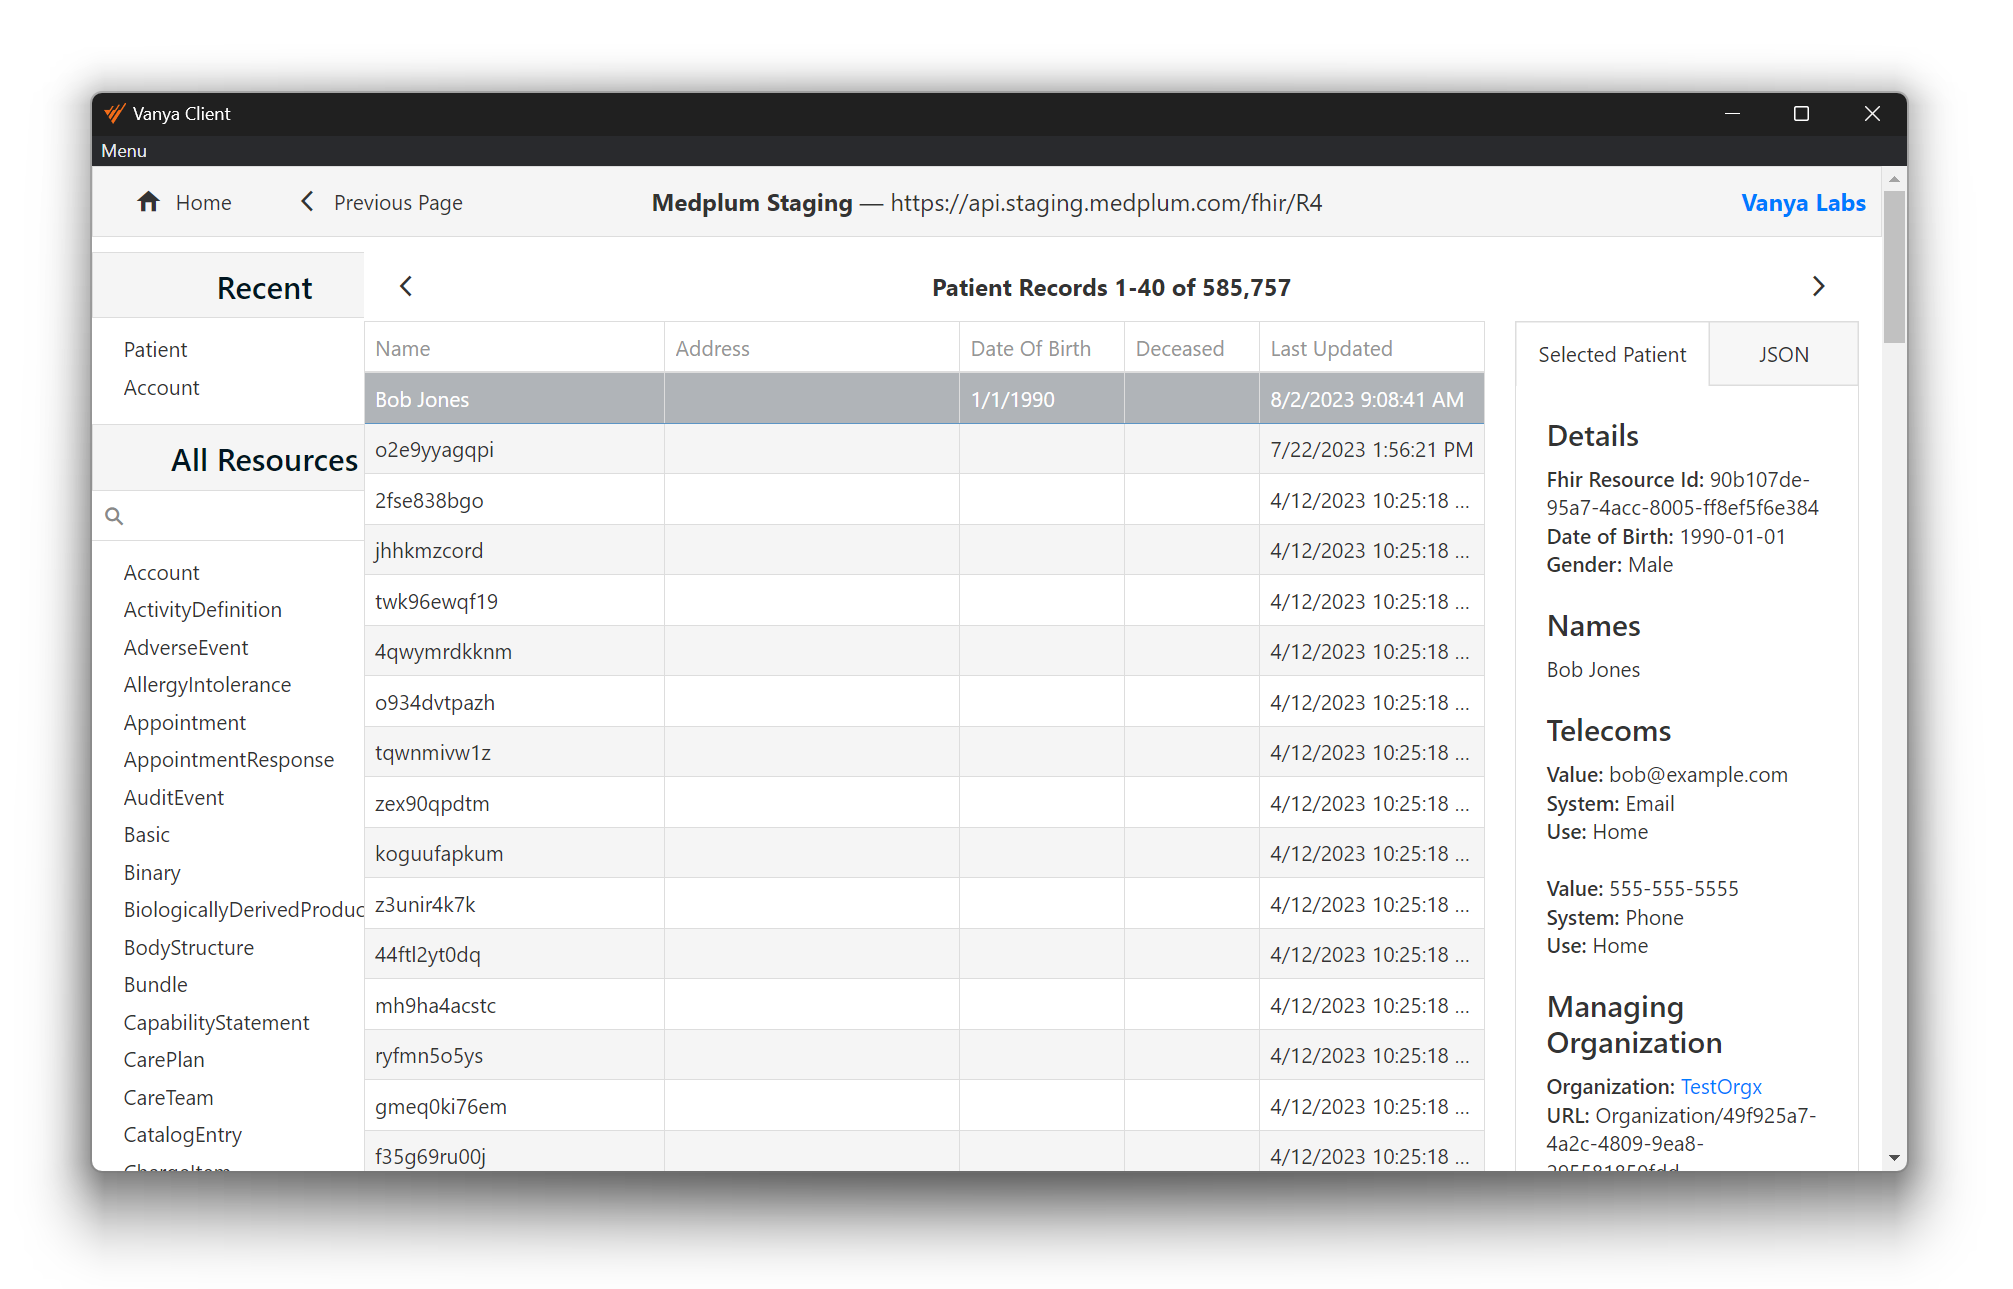 Vanya Client
Menu
Home
Previous Page
Medplum Staging — https://api.staging.medplum.com/fhir/R4
Vanya Labs
Recent
Patient
Account
All Resources
Account
ActivityDefinition
AdverseEvent
AllergyIntolerance
Appointment
AppointmentResponse
AuditEvent
Basic
Binary
BiologicallyDerivedProduc
BodyStructure
Bundle
CapabilityStatement
CarePlan
CareTeam
CatalogEntry
ChargeItem
Patient Records 1-40 of 585,757
Name Address Date Of Birth Deceased Last Updated
Bob Jones 1/1/1990 8/2/2023 9:08:41 AM
o2e9yyagqpi 7/22/2023 1:56:21 PM
2fse838bgo 4/12/2023 10:25:18 ...
jhhkmzcord 4/12/2023 10:25:18 ...
twk96ewqf19 4/12/2023 10:25:18 ...
4qwymrdkknm 4/12/2023 10:25:18 ...
o934dvtpazh 4/12/2023 10:25:18 ...
tqwnmivw1z 4/12/2023 10:25:18 ...
zex90qpdtm 4/12/2023 10:25:18 ...
koguufapkum 4/12/2023 10:25:18 ...
z3unir4k7k 4/12/2023 10:25:18 ...
44ftl2yt0dq 4/12/2023 10:25:18 ...
mh9ha4acstc 4/12/2023 10:25:18 ...
ryfmn5o5ys 4/12/2023 10:25:18 ...
gmeq0ki76em 4/12/2023 10:25:18 ...
f35g69ru00j 4/12/2023 10:25:18 ...
Selected Patient JSON
Details
Fhir Resource Id: 90b107de-
95a7-4acc-8005-ff8ef5f6e384
Date of Birth: 1990-01-01
Gender: Male
Names
Bob Jones
Telecoms
Value: bob@example.com
System: Email
Use: Home
Value: 555-555-5555
System: Phone
Use: Home
Managing
Organization
Organization: TestOrgx
URL: Organization/49f925a7-
4a2c-4809-9ea8-